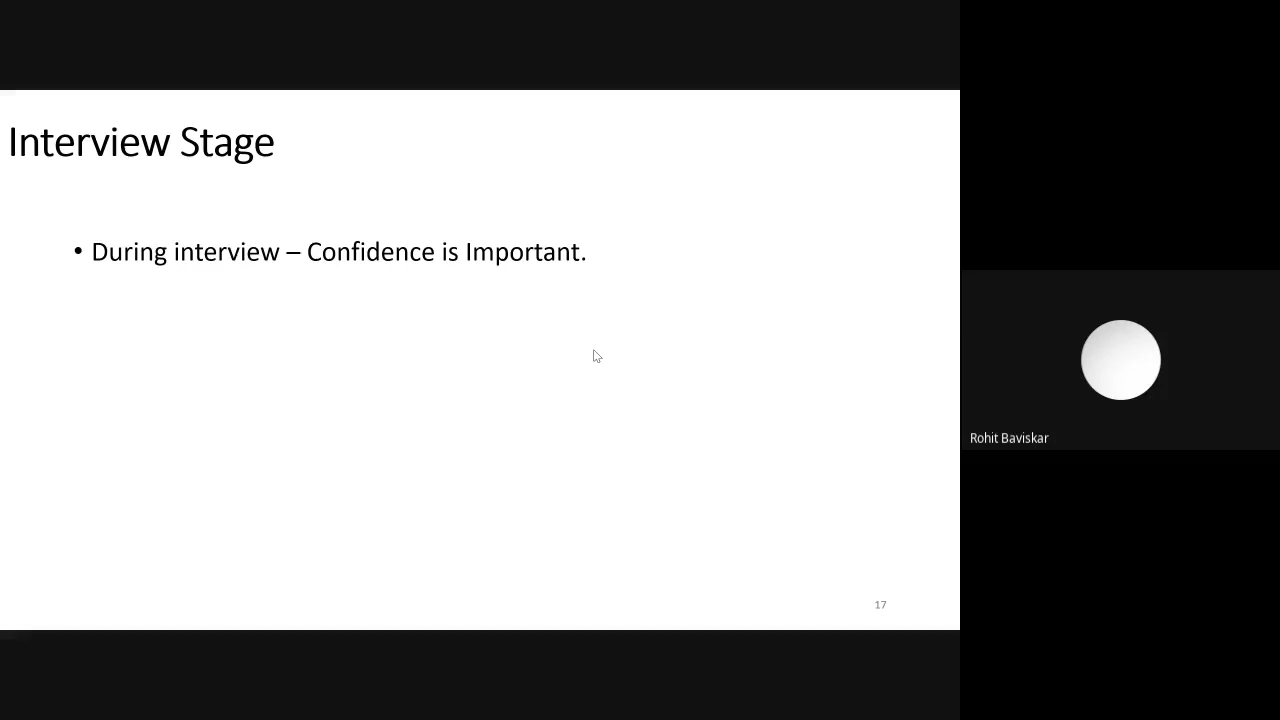 Interview Stage
• During interview – Confidence is Important.
Rohit Baviskar
17